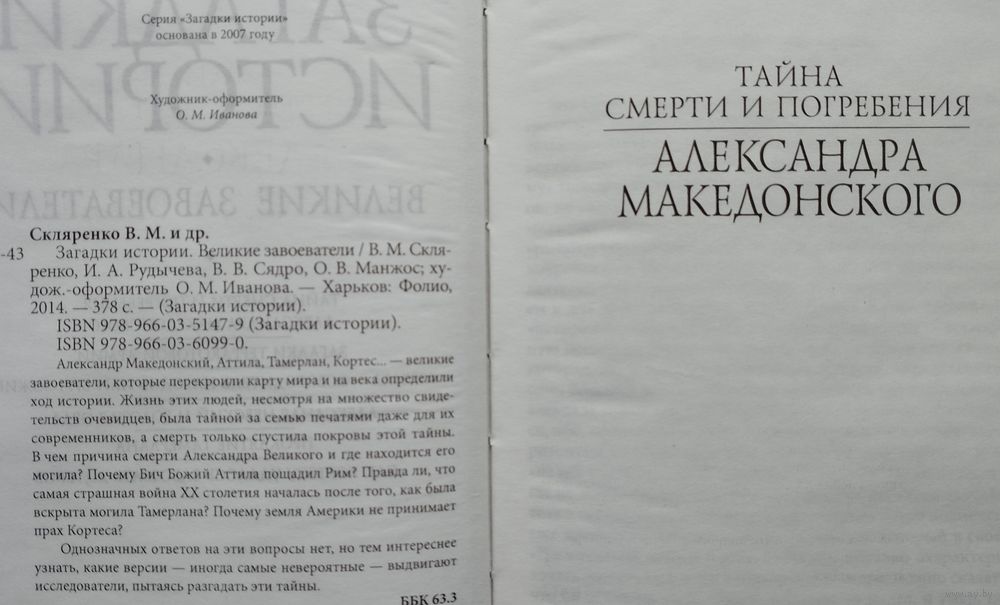 Серия «Загадки истории»
основана в 2007 году
Художник-оформитель
О. М. Иванова
Скляренко В. М. и др.
-43 Загадки истории. Великие завоеватели / В. М. Скля-
ренко, И. А. Рудычева, В. В. Сядро, О. В. Манжос; ху-
дож.-оформитель О. М. Иванова. — Харьков: Фолио,
2014. — 378 с. — (Загадки истории).
ISBN 978-966-03-5147-9 (Загадки истории).
ISBN 978-966-03-6099-0.
Александр Македонский, Аттила, Тамерлан, Кортес... — великие
завоеватели, которые перекроили карту мира и на века определили
ход истории. Жизнь этих людей, несмотря на множество свиде-
тельств очевидцев, была тайной за семью печатями даже для их
современников, а смерть только сгустила покровы этой тайны.
В чем причина смерти Александра Великого и где находится его
могила? Почему Бич Божий Аттила пощадил Рим? Правда ли, что
самая страшная война XX столетия началась после того, как была
вскрыта могила Тамерлана? Почему земля Америки не принимает
прах Кортеса?
Однозначных ответов на эти вопросы нет, но тем интереснее
узнать, какие версии — иногда самые невероятные — выдвигают
исследователи, пытаясь разгадать эти тайны.
ББК 63.3
ТАЙНА
СМЕРТИ И ПОГРЕБЕНИЯ
АЛЕКСАНДРА
МАКЕДОНСКОГО
www.ay.by